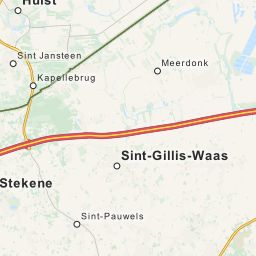 Hulst
Sint Jansteen
Meerdonk
Kapellebrug
Sint-Gillis-Waas
Stekene
Sint-Pauwels